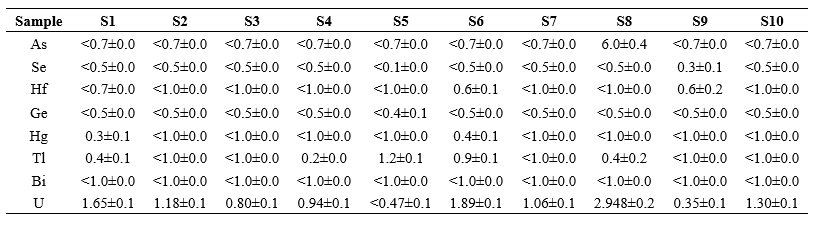 Sample S1 S2 S3 S4 S5 S6 S7 S8 S9 S10
As <0.7±0.0 <0.7±0.0 <0.7±0.0 <0.7±0.0 <0.7±0.0 <0.7±0.0 <0.7±0.0 6.0±0.4 <0.7±0.0 <0.7±0.0
Se <0.5±0.0 <0.5±0.0 <0.5±0.0 <0.5±0.0 <0.1±0.0 <0.5±0.0 <0.5±0.0 <0.5±0.0 0.3±0.1 <0.5±0.0
Hf <0.7±0.0 <1.0±0.0 <1.0±0.0 <1.0±0.0 <1.0±0.0 0.6±0.1 <1.0±0.0 <1.0±0.0 0.6±0.2 <1.0±0.0
Ge <0.5±0.0 <0.5±0.0 <0.5±0.0 <0.5±0.0 <0.4±0.1 <0.5±0.0 <0.5±0.0 <0.5±0.0 <0.5±0.0 <0.5±0.0
Hg 0.3±0.1 <1.0±0.0 <1.0±0.0 <1.0±0.0 <1.0±0.0 0.4±0.1 <1.0±0.0 <1.0±0.0 <1.0±0.0 <1.0±0.0
Tl 0.4±0.1 <1.0±0.0 <1.0±0.0 0.2±0.0 1.2±0.1 0.9±0.1 <1.0±0.0 0.4±0.2 <1.0±0.0 <1.0±0.0
Bi <1.0±0.0 <1.0±0.0 <1.0±0.0 <1.0±0.0 <1.0±0.0 <1.0±0.0 <1.0±0.0 <1.0±0.0 <1.0±0.0 <1.0±0.0
U 1.65±0.1 1.18±0.1 0.80±0.1 0.94±0.1 <0.47±0.1 1.89±0.1 1.06±0.1 2.948±0.2 0.35±0.1 1.30±0.1